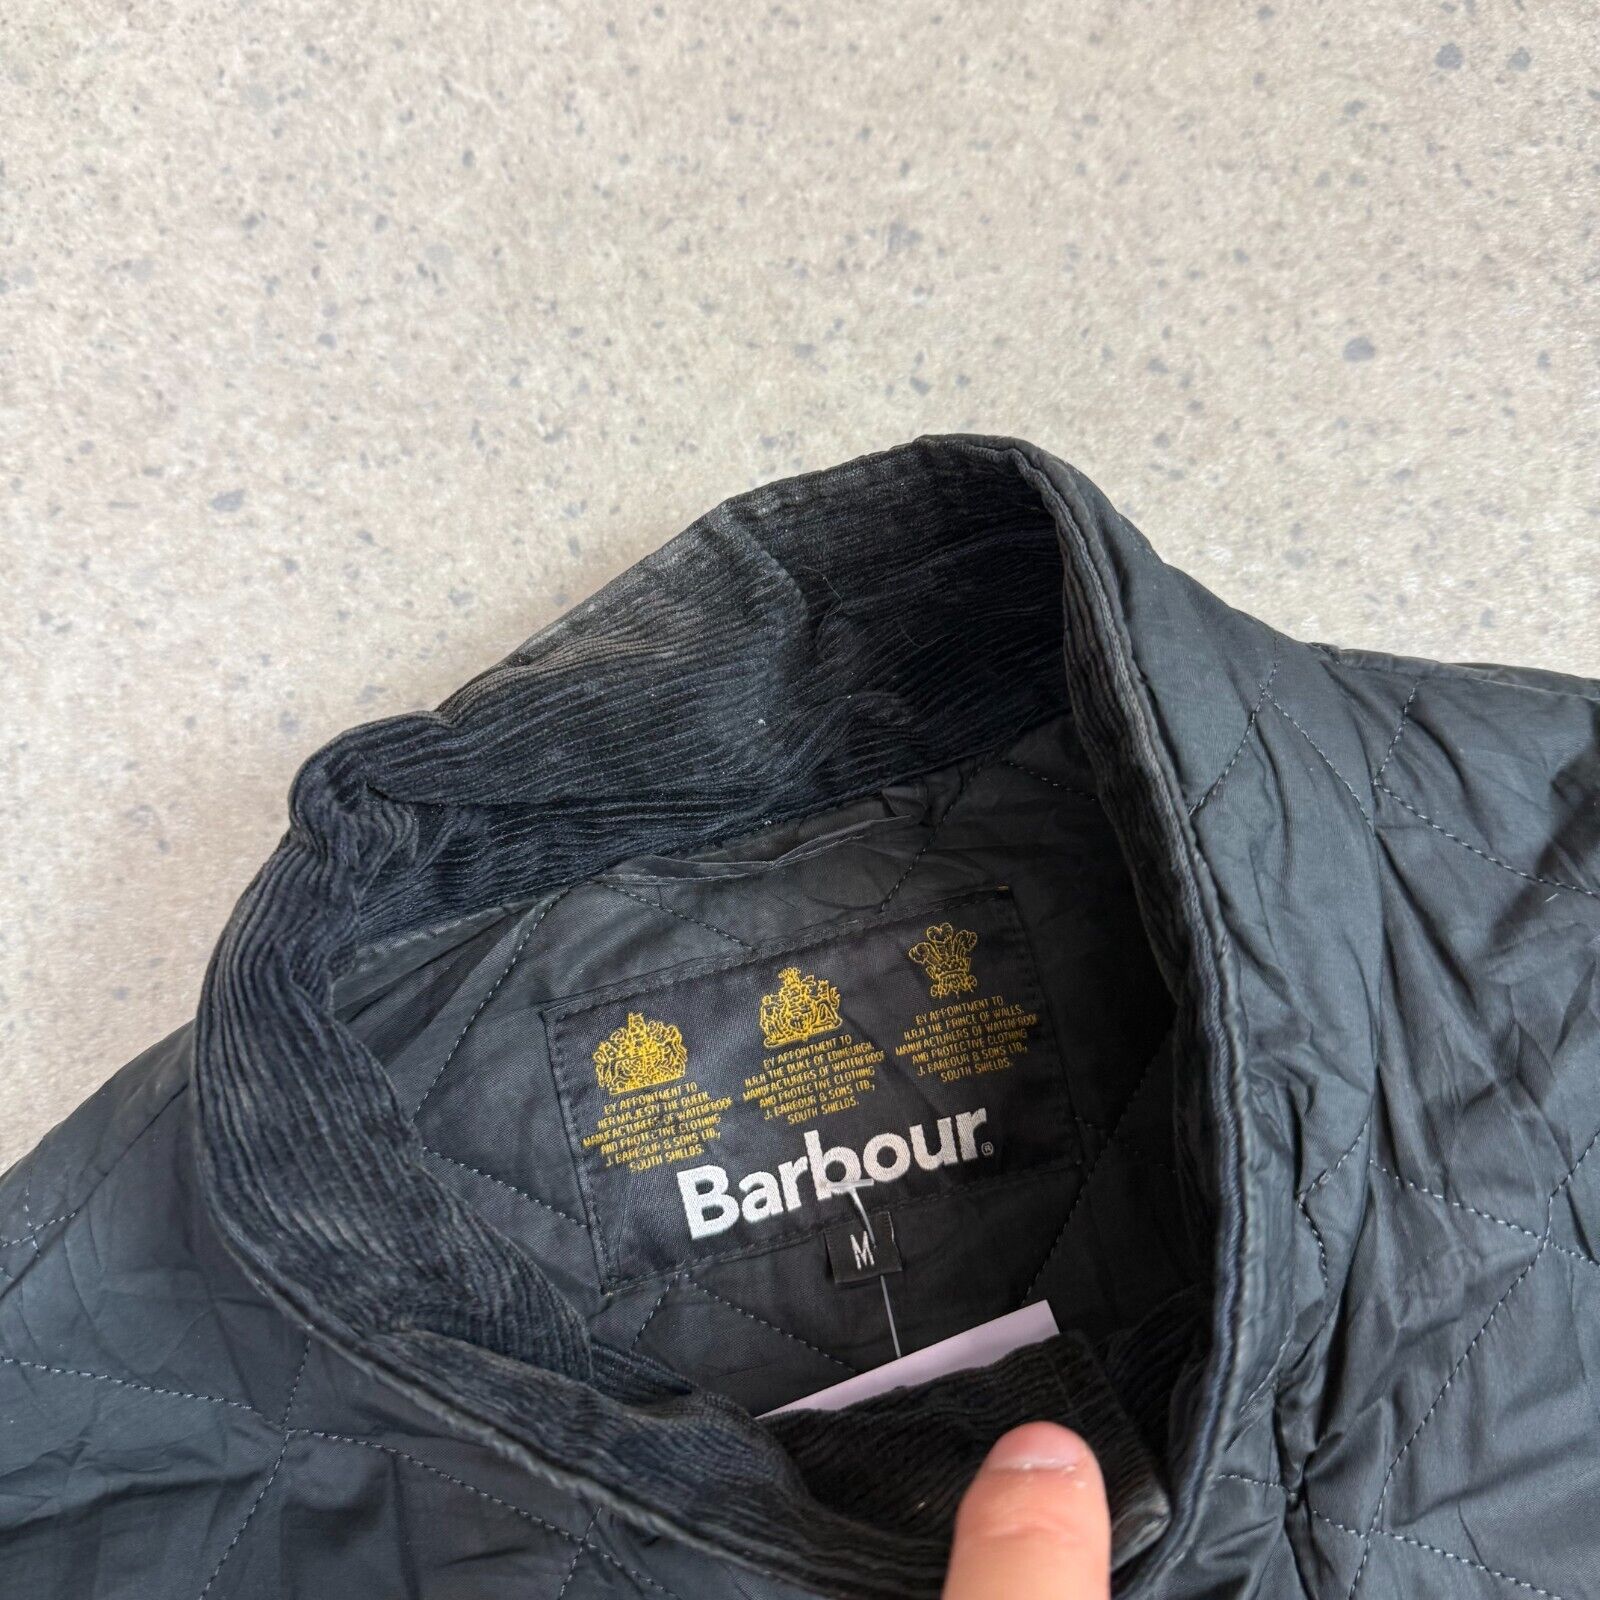 BY APPOINTMENT TO
HER MAJESTY THE QUEEN
MANUFACTURERS OF WATERPROOF
AND PROTECTIVE CLOTHING
J. BARBOUR & SONS LTD.,
SOUTH SHIELDS.
BY APPOINTMENT TO
H.R.H THE DUKE OF EDINBURGH
MANUFACTURERS OF WATERPROOF
AND PROTECTIVE CLOTHING
J. BARBOUR & SONS LTD.,
SOUTH SHIELDS.
BY APPOINTMENT TO
H.R.H THE PRINCE OF WALLS.
MANUFACTURERS OF WATERPROOF
AND PROTECTIVE CLOTHING
J. BARBOUR & SONS LTD.,
SOUTH SHIELDS.
Barbour®
M